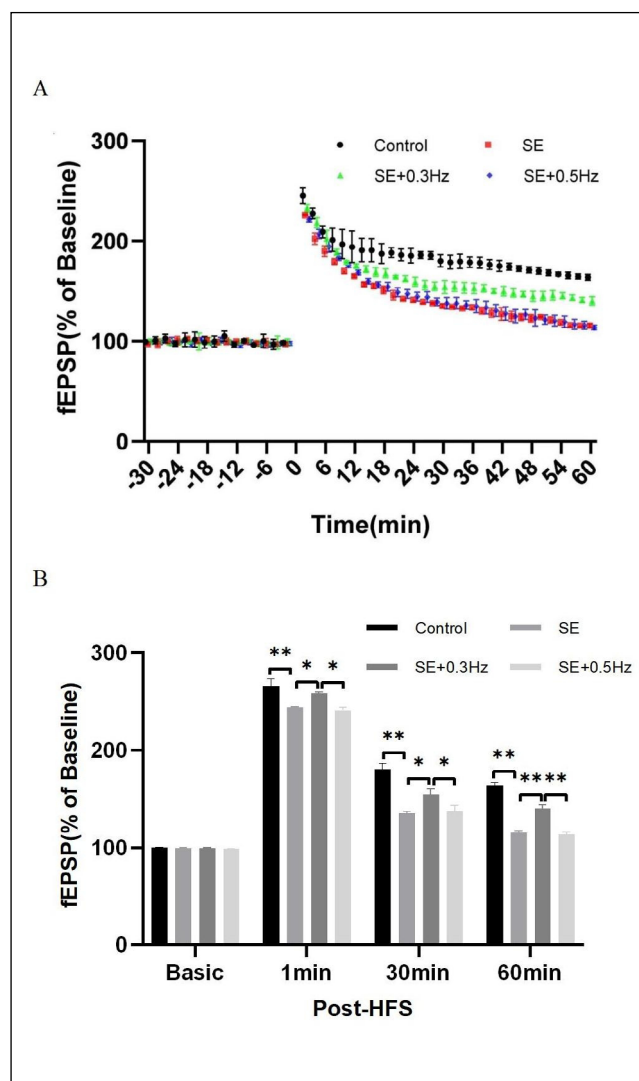 A
300
Control SE
SE+0.3Hz SE+0.5Hz
200
100
0
fEPSP(% of Baseline)
-30 -24 -18 -12 -6 0 6 12 18 24 30 36 42 48 54 60
Time(min)
B
Control SE
SE+0.3Hz SE+0.5Hz
300
200
100
0
fEPSP(% of Baseline)
** * *
** * *
** ** **
Basic 1min 30min 60min
Post-HFS